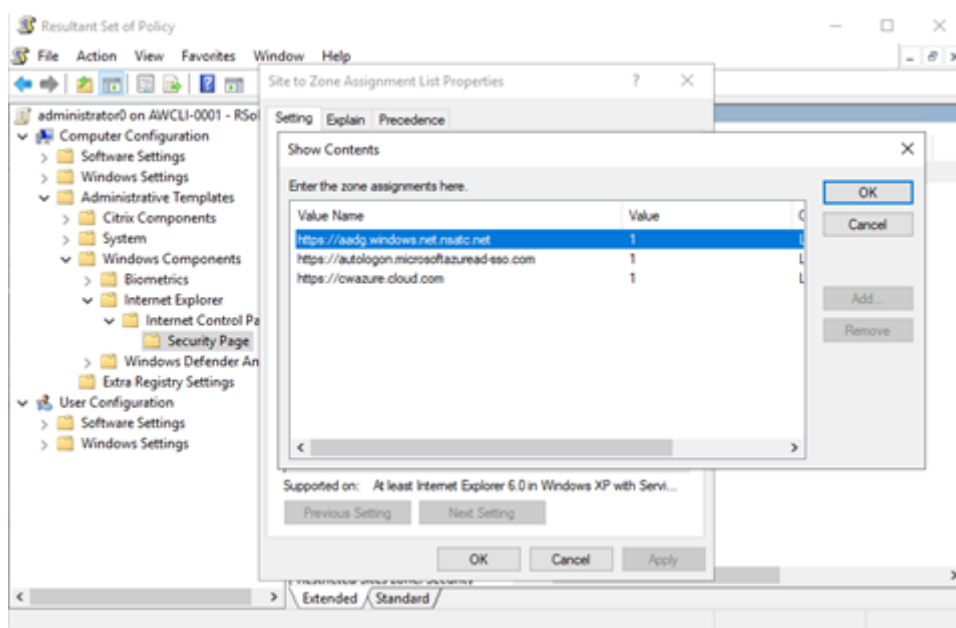 Resultant Set of Policy
File Action View Favorites Window Help
administrator0 on AWCLI-0001 - RSo
Computer Configuration
Software Settings
Windows Settings
Administrative Templates
Citrix Components
System
Windows Components
Biometrics
Internet Explorer
Internet Control Pa
Security Page
Windows Defender An
Extra Registry Settings
User Configuration
Software Settings
Windows Settings
Site to Zone Assignment List Properties
Setting Explain Precedence
Show Contents
Enter the zone assignments here.
Value Name Value
https://aadg.windows.net.nsatc.net 1
https://autologon.microsoftazuread-sso.com 1
https://cwazure.cloud.com 1
OK
Cancel
Add...
Remove
Supported on: At least Internet Explorer 6.0 in Windows XP with Servi...
Previous Setting Next Setting
OK Cancel Apply
Extended Standard